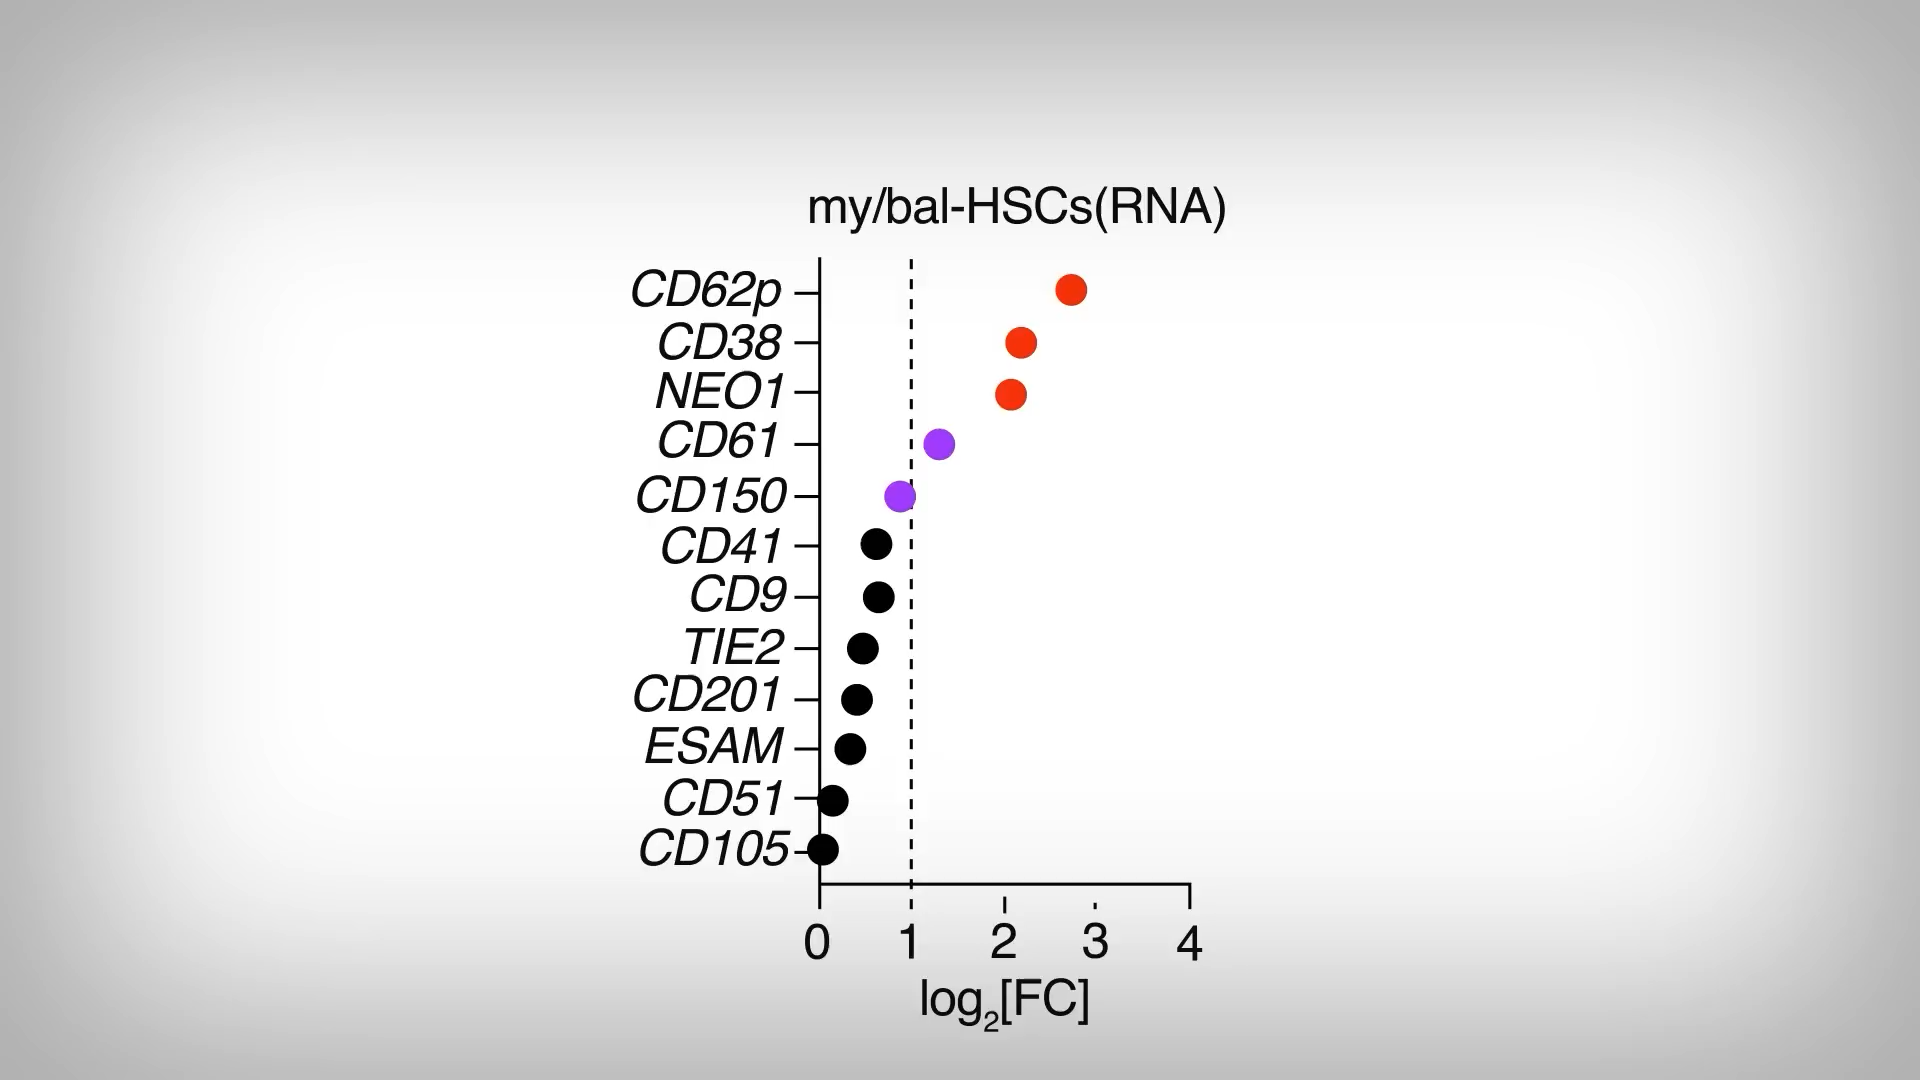 my/bal-HSCs(RNA)
CD62p
CD38
NEO1
CD61
CD150
CD41
CD9
TIE2
CD201
ESAM
CD51
CD105
0 1 2 3 4
log₂[FC]